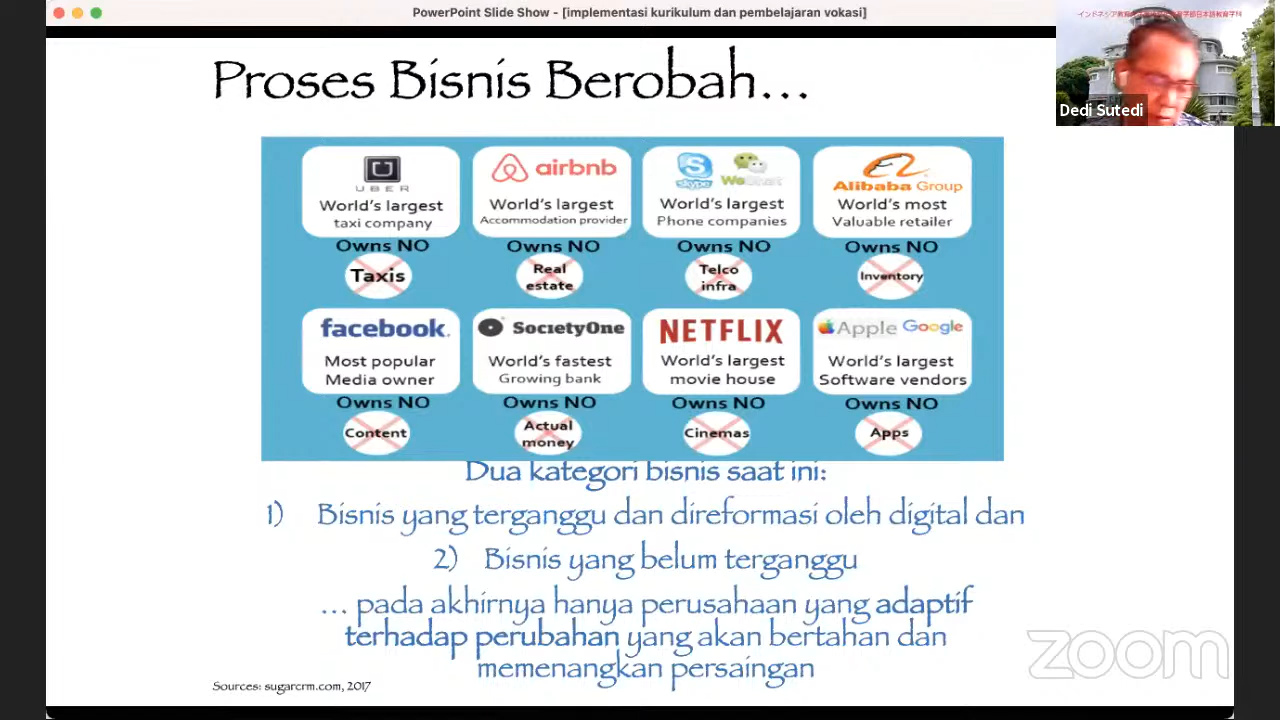 PowerPoint Slide Show - [implementasi kurikulum dan pembelajaran vokasi]
Dedi Sutedi
Proses Bisnis Berobah...
UBER
World's largest
taxi company
Owns NO
Taxis
airbnb
World's largest
Accommodation provider
Owns NO
Real
estate
skype WeChat
World's largest
Phone companies
Owns NO
Telco
infra
Alibaba Group
World's most
Valuable retailer
Owns NO
Inventory
facebook.
Most popular
Media owner
Owns NO
Content
SocietyOne
World's fastest
Growing bank
Owns NO
Actual
money
NETFLIX
World's largest
movie house
Owns NO
Cinemas
Apple Google
World's largest
Software vendors
Owns NO
Apps
Dua kategori bisnis saat ini:
1) Bisnis yang terganggu dan direformasi oleh digital dan
2) Bisnis yang belum terganggu
... pada akhirnya hanya perusahaan yang adaptif
terhadap perubahan yang akan bertahan dan
memenangkan persaingan
Sources: sugarcrm.com, 2017
zoom